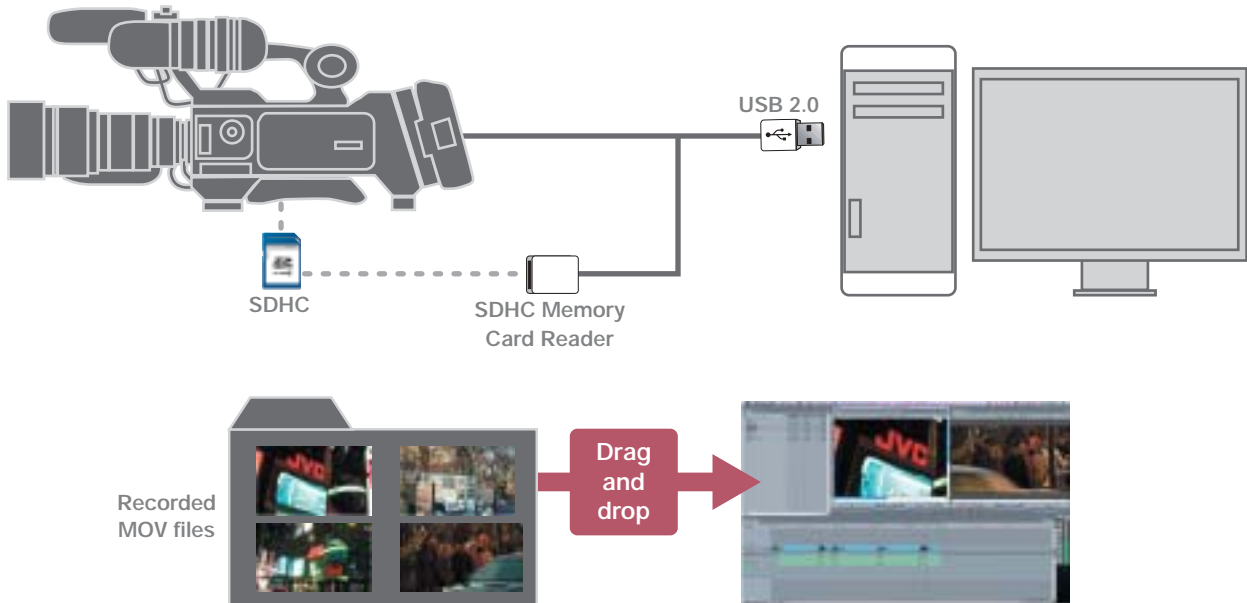 USB 2.0
SDHC
SDHC Memory
Card Reader
Recorded
MOV files
JVC
Drag
and
drop
JVC